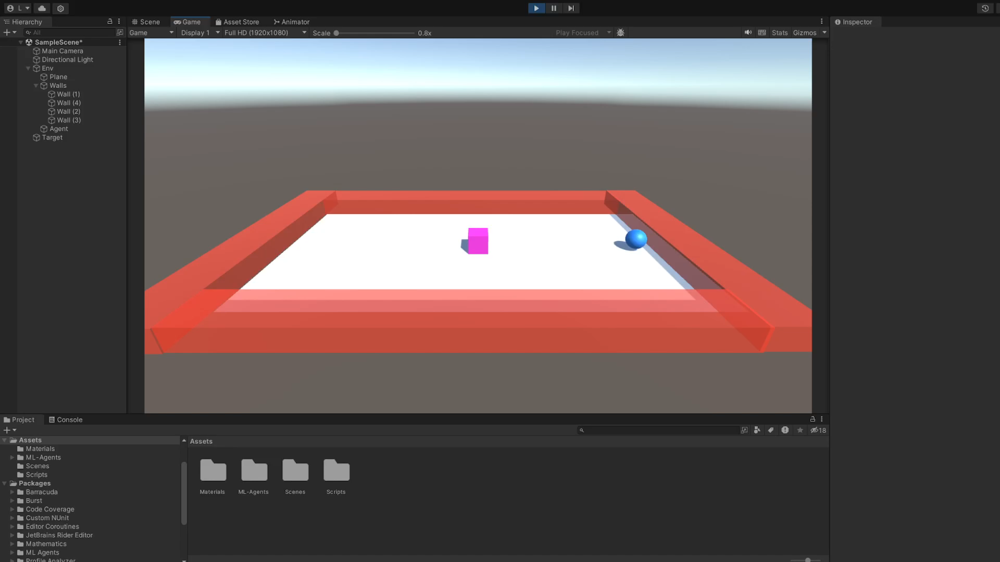 L
Hierarchy
All
SampleScene*
Main Camera
Directional Light
Env
Plane
Walls
Wall (1)
Wall (4)
Wall (2)
Wall (3)
Agent
Target
Scene
Game
Asset Store
Animator
Game
Display 1
Full HD (1920x1080)
Scale
0.8x
Play Focused
Stats
Gizmos
Inspector
Project
Console
18
Assets
Materials
ML-Agents
Scenes
Scripts
Packages
Barracuda
Burst
Code Coverage
Custom NUnit
Editor Coroutines
JetBrains Rider Editor
Mathematics
ML Agents
Profile Analyzer
Assets
Materials
ML-Agents
Scenes
Scripts